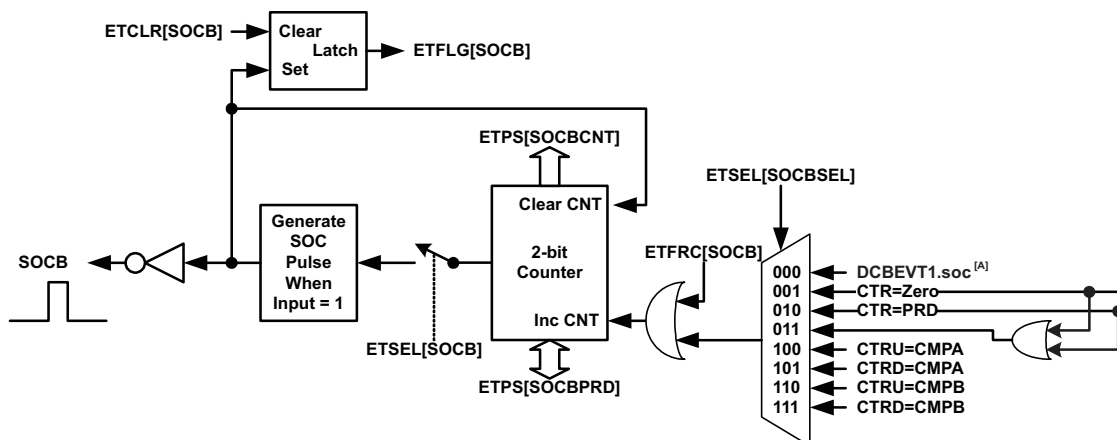 ETCLR[SOCB]
Clear
Latch
Set
ETFLG[SOCB]
ETPS[SOCBCNT]
ETSEL[SOCBSEL]
Clear CNT
2-bit
Counter
Inc CNT
Generate
SOC
Pulse
When
Input = 1
SOCB
ETSEL[SOCB]
ETPS[SOCBPRD]
ETFRC[SOCB]
000 DCBEVT1.soc [A]
001 CTR=Zero
010 CTR=PRD
011
100 CTRU=CMPA
101 CTRD=CMPA
110 CTRU=CMPB
111 CTRD=CMPB